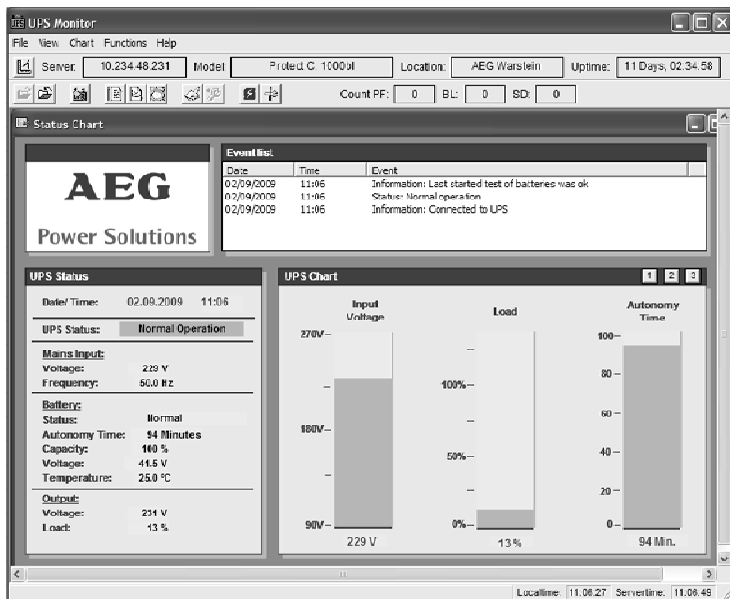 UPS Monitor
File View Chart Functions Help
Server: 10.234.48.231 Model: Protect C. 1000 Location: AEG Warstein Uptime: 11 Days, 02:34:58
Count PF: 0 BL: 0 SD: 0
Status Chart
AEG
Power Solutions
Eventlist
Date Time Event
02/09/2009 11:06 Information: Last started test of batteries was ok
02/09/2009 11:06 Status: Normal operation
02/09/2009 11:06 Information: Connected to UPS
UPS Status
Date/ Time: 02.09.2009 11:06
UPS Status: Normal Operation
Mains Input:
Voltage: 229 V
Frequency: 50.0 Hz
Battery:
Status: Normal
Autonomy Time: 94 Minutes
Capacity: 100 %
Voltage: 41.5 V
Temperature: 25.0 °C
Output:
Voltage: 231 V
Load: 13 %
UPS Chart 1 2 3
Input Voltage
270V
180V
90V
229 V
Load
100%
50%
0%
13%
Autonomy Time
100
80
60
40
20
0
94 Min.
Localtime: 11:06:27 Servertime: 11:06:49